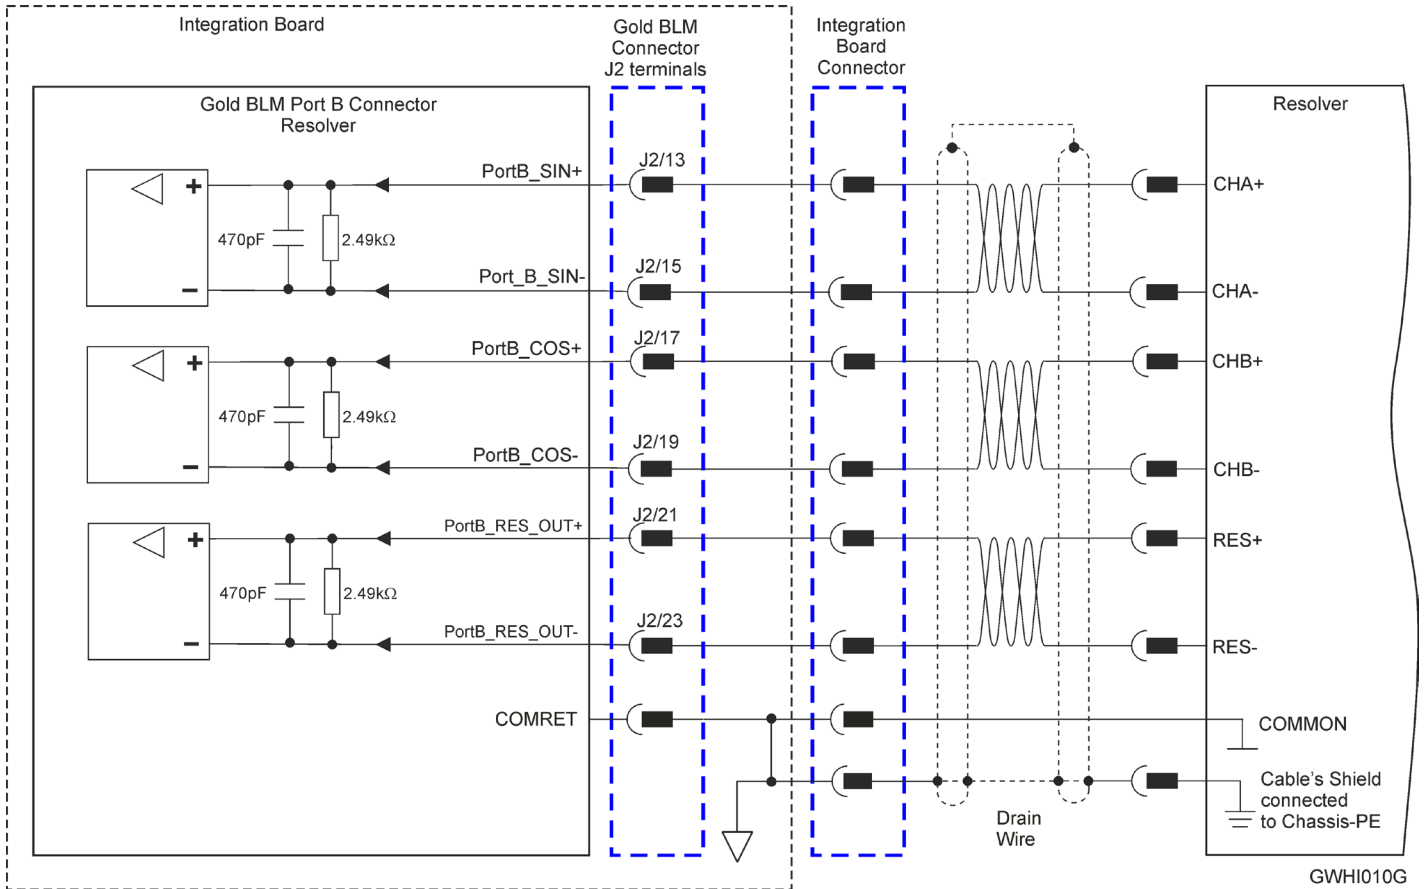 Integration Board
Gold BLM
Connector
J2 terminals
Integration
Board
Connector
Gold BLM Port B Connector
Resolver
Resolver
PortB_SIN+
J2/13
CHA+
+
470pF
2.49kΩ
Port_B_SIN-
J2/15
CHA-
−
PortB_COS+
J2/17
CHB+
+
470pF
2.49kΩ
PortB_COS-
J2/19
CHB-
−
PortB_RES_OUT+
J2/21
RES+
+
470pF
2.49kΩ
PortB_RES_OUT-
J2/23
RES-
−
COMRET
COMMON
Cable's Shield
connected
to Chassis-PE
Drain
Wire
GWHI010G